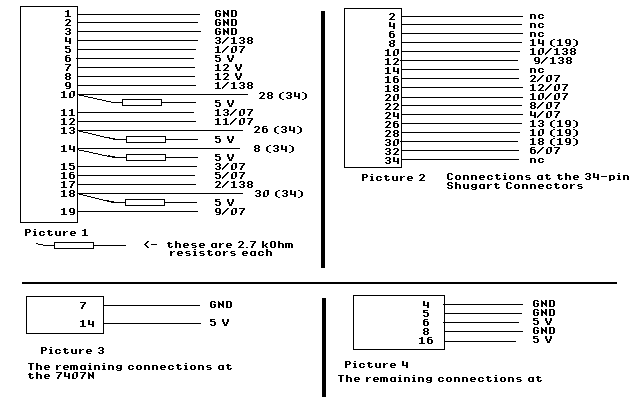 1 GND
2 GND
3 GND
4 3/138
5 1/07
6 5 V
7 12 V
8 12 V
9 1/138
10 28 (34)
5 V
11 13/07
12 11/07
13 26 (34)
5 V
14 8 (34)
5 V
15 3/07
16 5/07
17 2/138
18 30 (34)
5 V
19 9/07
Picture 1
<- these are 2.7 kOhm
resistors each
2 nc
4 nc
6 nc
8 14 (19)
10 10/138
12 9/138
14 nc
16 2/07
18 12/07
20 10/07
22 8/07
24 4/07
26 13 (19)
28 10 (19)
30 18 (19)
32 6/07
34 nc
Picture 2
Connections at the 34-pin
Shugart Connectors
7 GND
14 5 V
Picture 3
The remaining connections at
the 7407N
4 GND
5 GND
6 5 V
8 GND
16 5 V
Picture 4
The remaining connections at